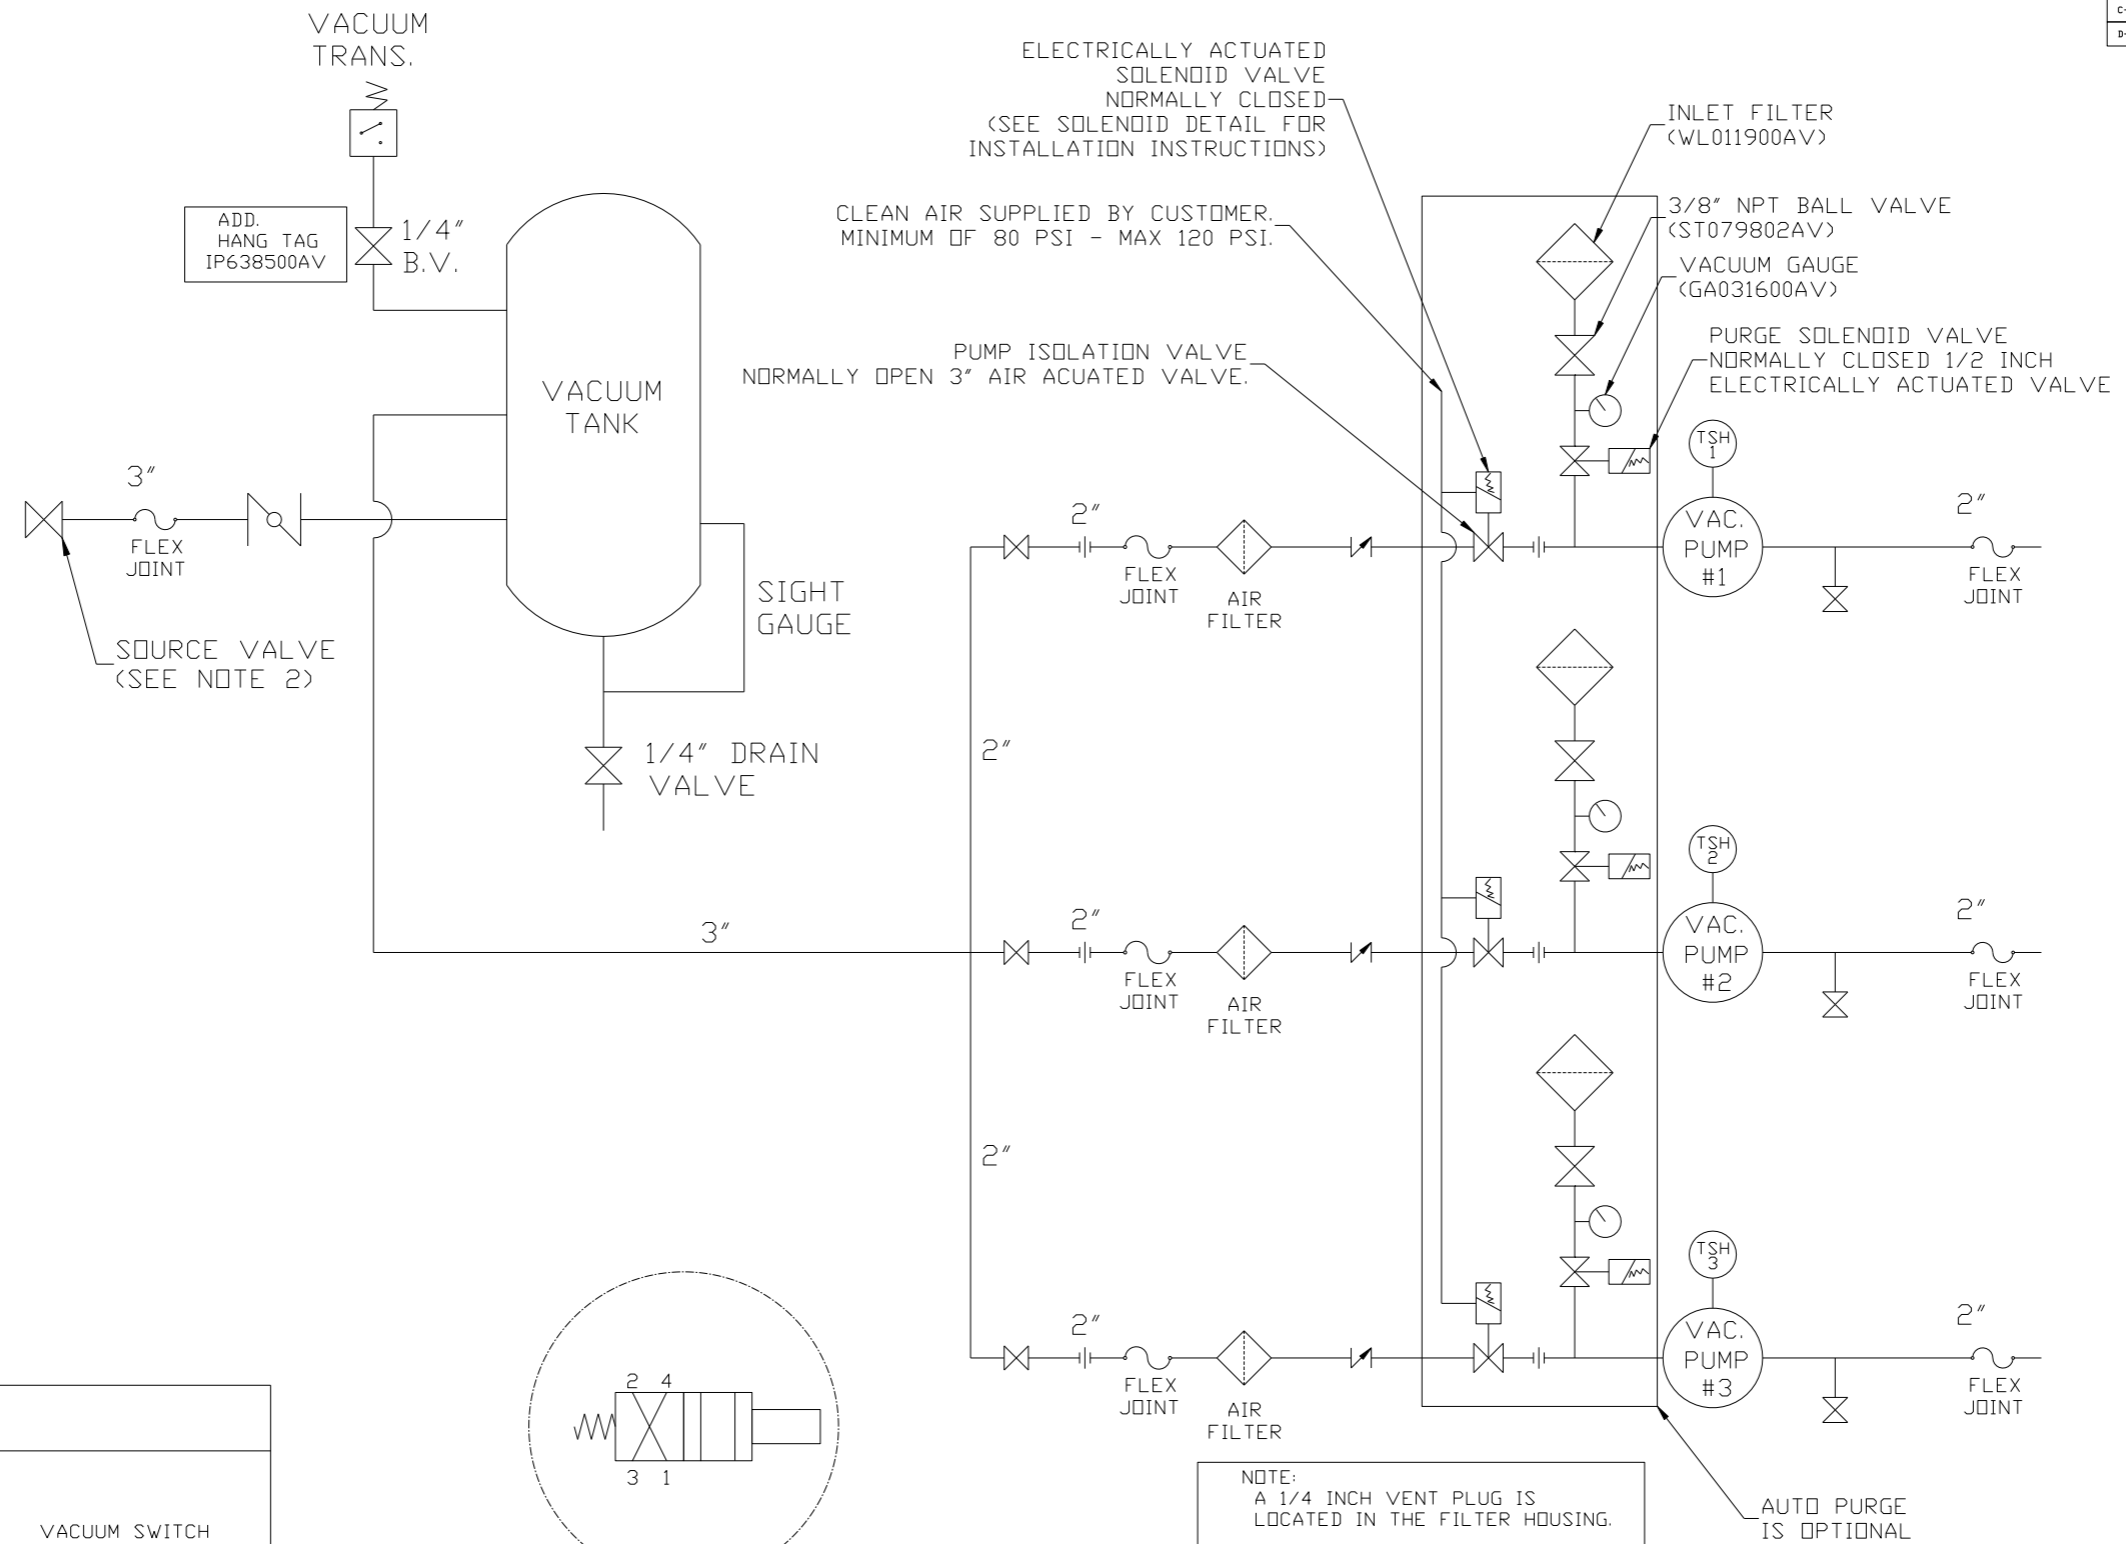 VACUUM
TRANS.
ADD.
HANG TAG
IP638500AV
1/4"
B.V.
VACUUM
TANK
3"
FLEX
JOINT
SOURCE VALVE
(SEE NOTE 2)
SIGHT
GAUGE
1/4" DRAIN
VALVE
3"
ELECTRICALLY ACTUATED
SOLENOID VALVE
NORMALLY CLOSED
(SEE SOLENOID DETAIL FOR
INSTALLATION INSTRUCTIONS)
CLEAN AIR SUPPLIED BY CUSTOMER.
MINIMUM OF 80 PSI - MAX 120 PSI.
PUMP ISOLATION VALVE
NORMALLY OPEN 3" AIR ACUATED VALVE.
INLET FILTER
(WL011900AV)
3/8" NPT BALL VALVE
(ST079802AV)
VACUUM GAUGE
(GA031600AV)
PURGE SOLENOID VALVE
NORMALLY CLOSED 1/2 INCH
ELECTRICALLY ACTUATED VALVE
2"
FLEX
JOINT
AIR
FILTER
TSH
1
VAC.
PUMP
#1
2"
FLEX
JOINT
2"
2"
FLEX
JOINT
AIR
FILTER
TSH
2
VAC.
PUMP
#2
2"
FLEX
JOINT
2"
2"
FLEX
JOINT
AIR
FILTER
TSH
3
VAC.
PUMP
#3
2"
FLEX
JOINT
2 4
3 1
VACUUM SWITCH
NOTE:
A 1/4 INCH VENT PLUG IS
LOCATED IN THE FILTER HOUSING.
AUTO PURGE
IS OPTIONAL